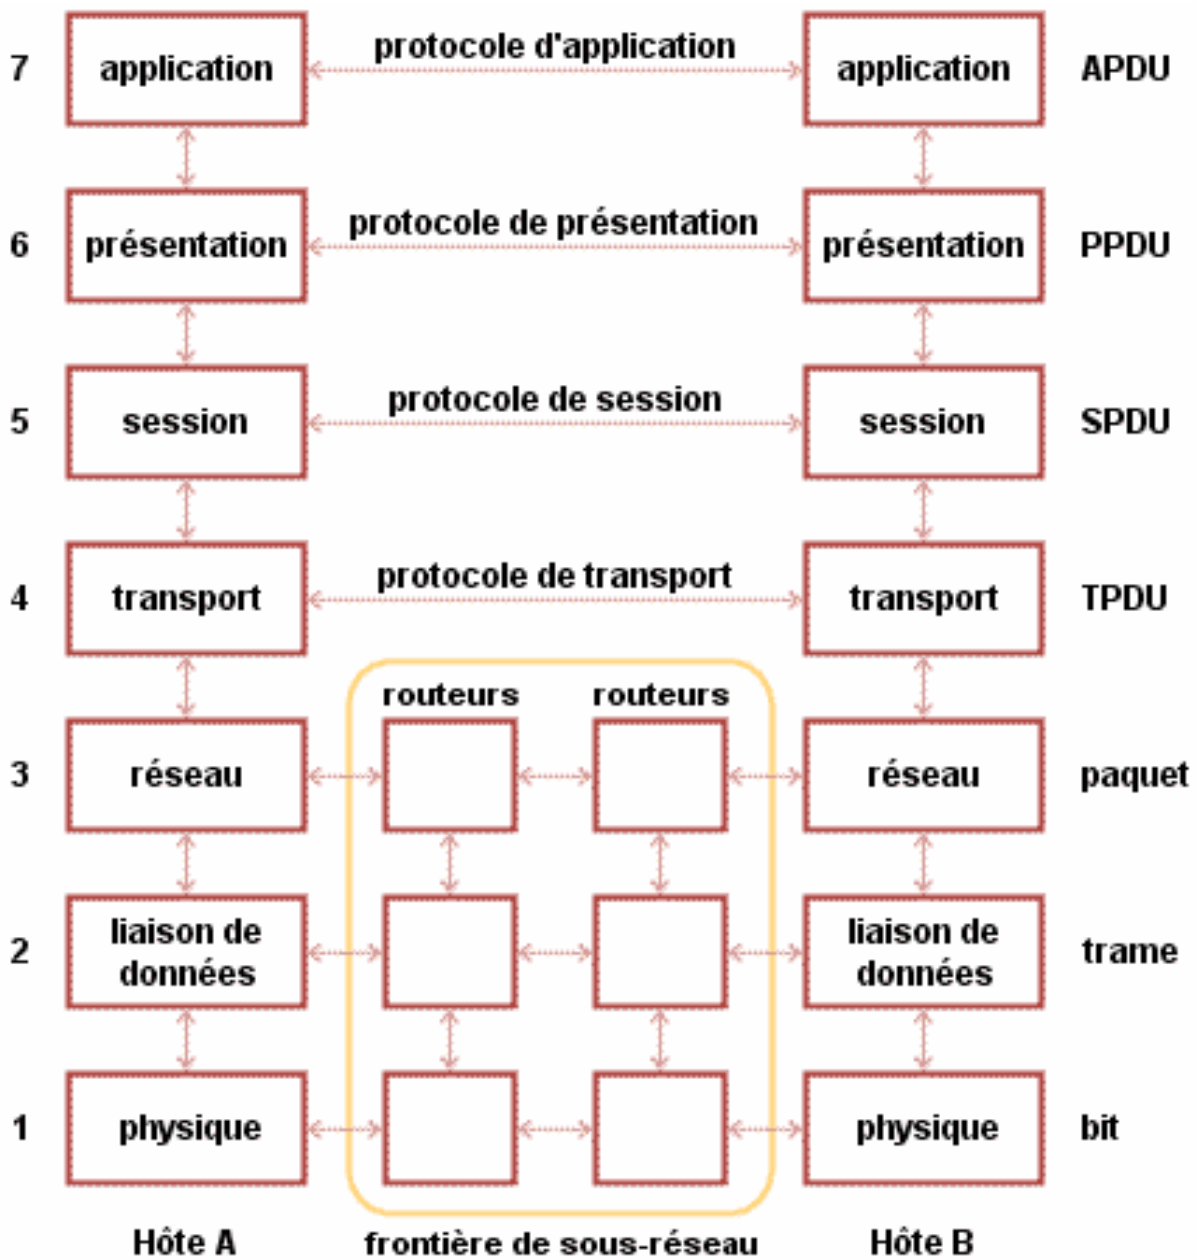 protocole d'application
7 application application APDU
protocole de présentation
6 présentation présentation PPDU
protocole de session
5 session session SPDU
protocole de transport
4 transport transport TPDU
routeurs routeurs
3 réseau réseau paquet
2 liaison de données liaison de données trame
1 physique physique bit
Hôte A frontière de sous-réseau Hôte B